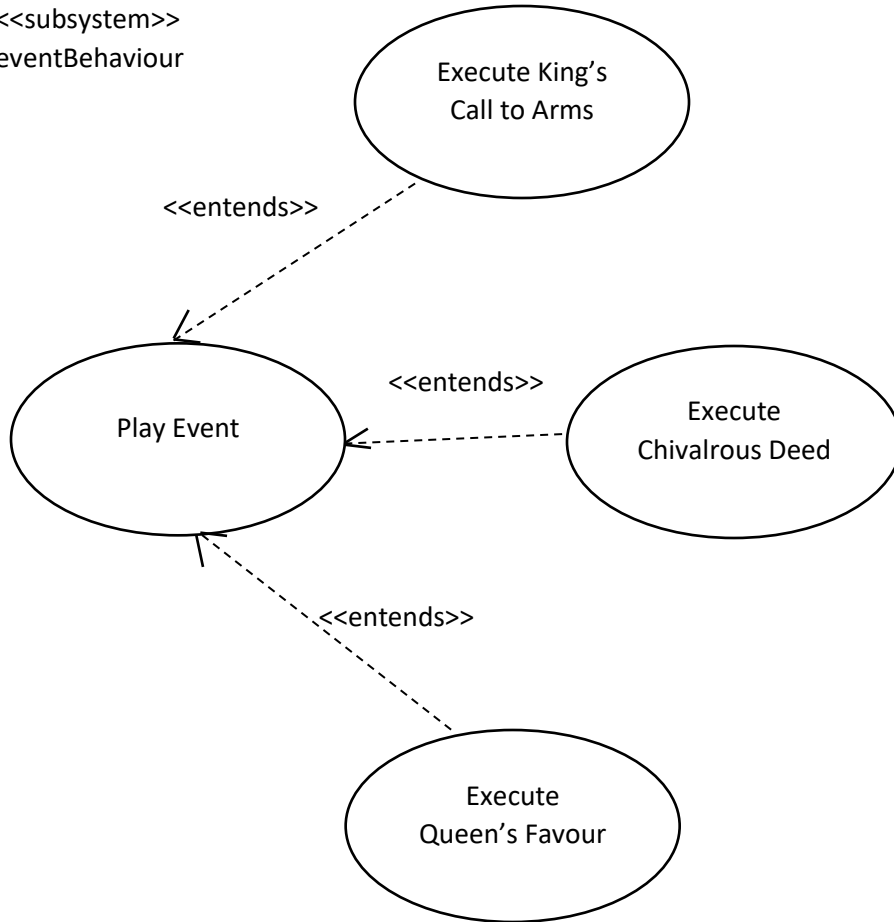 <<subsystem>>
eventBehaviour
Execute King’s
Call to Arms
<<entends>>
Play Event
<<entends>>
Execute
Chivalrous Deed
<<entends>>
Execute
Queen’s Favour